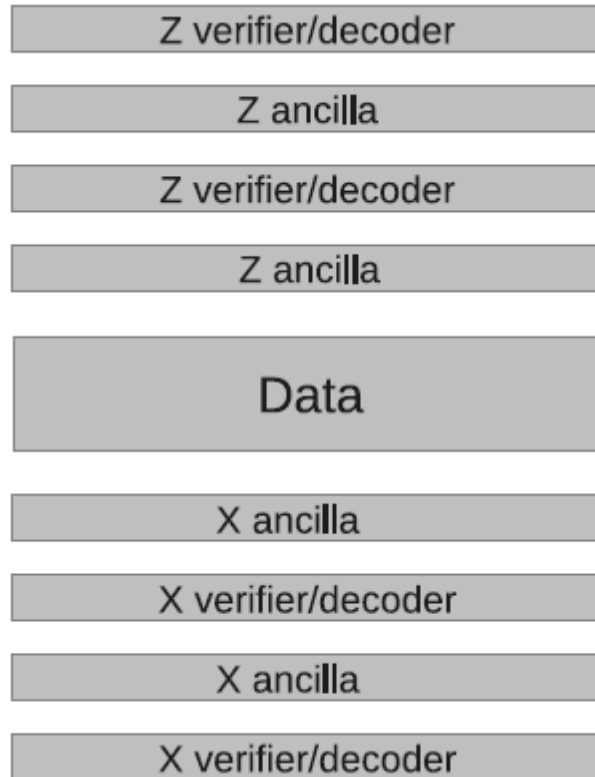 Z verifier/decoder
Z ancilla
Z verifier/decoder
Z ancilla
Data
X ancilla
X verifier/decoder
X ancilla
X verifier/decoder